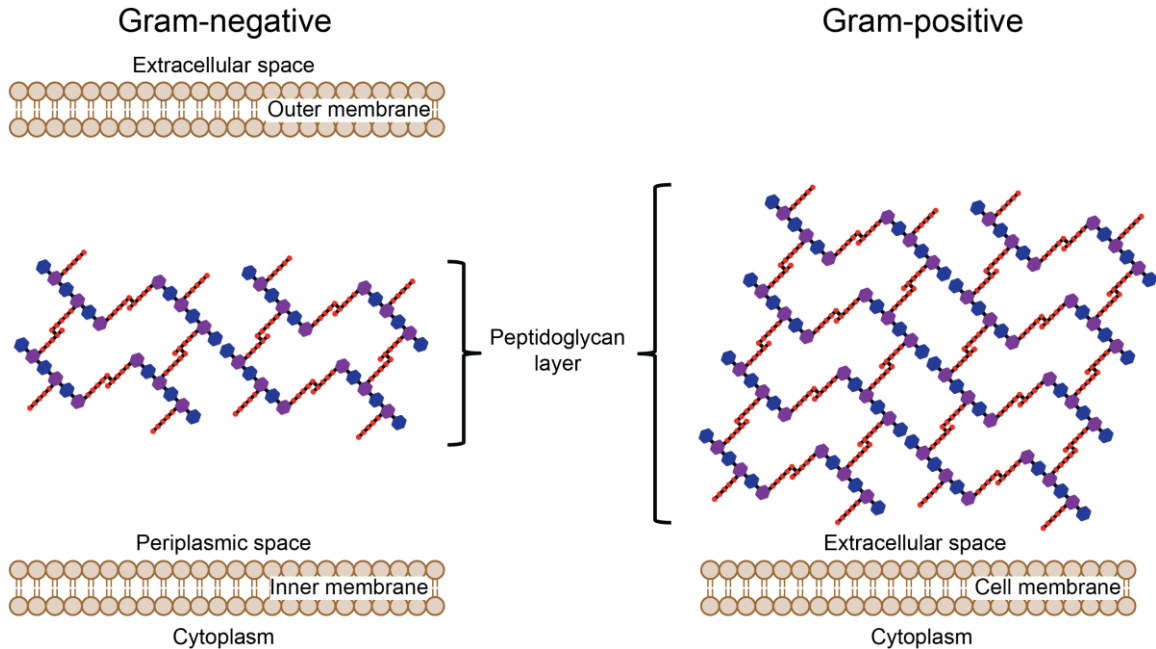 Gram-negative
Gram-positive
Extracellular space
Outer membrane
Peptidoglycan
layer
Periplasmic space
Inner membrane
Cytoplasm
Extracellular space
Cell membrane
Cytoplasm